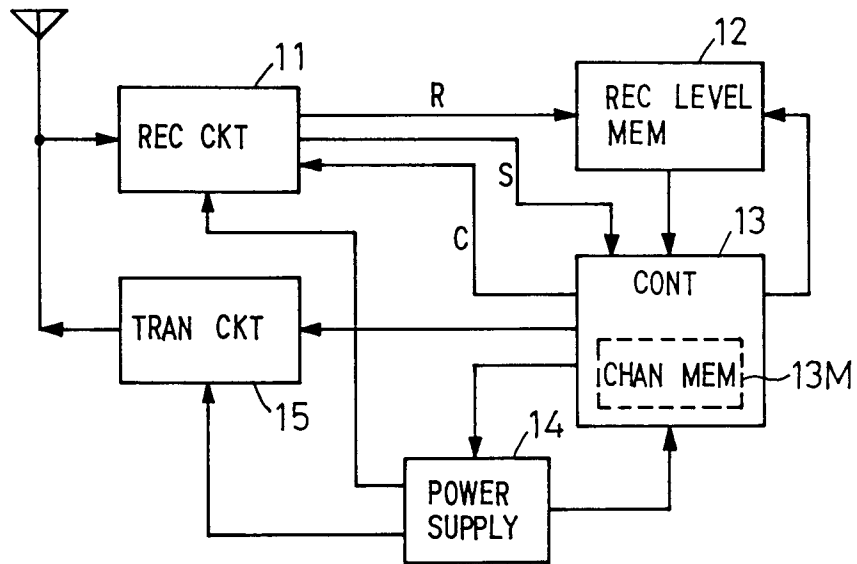 12
11
R
REC LEVEL
MEM
REC CKT
S
C
13
CONT
TRAN CKT
CHAN MEM
13M
15
14
POWER
SUPPLY